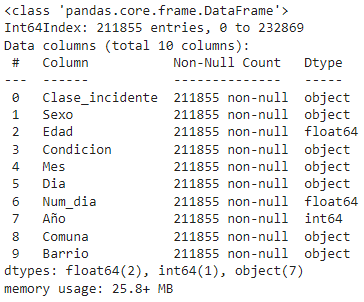 <class 'pandas.core.frame.DataFrame'>
Int64Index: 211855 entries, 0 to 232869
Data columns (total 10 columns):
 #   Column           Non-Null Count   Dtype
---  ------           --------------   -----
 0   Clase_incidente  211855 non-null  object
 1   Sexo             211855 non-null  object
 2   Edad             211855 non-null  float64
 3   Condicion        211855 non-null  object
 4   Mes              211855 non-null  object
 5   Dia              211855 non-null  object
 6   Num_dia          211855 non-null  float64
 7   Año              211855 non-null  int64
 8   Comuna           211855 non-null  object
 9   Barrio           211855 non-null  object
dtypes: float64(2), int64(1), object(7)
memory usage: 25.8+ MB